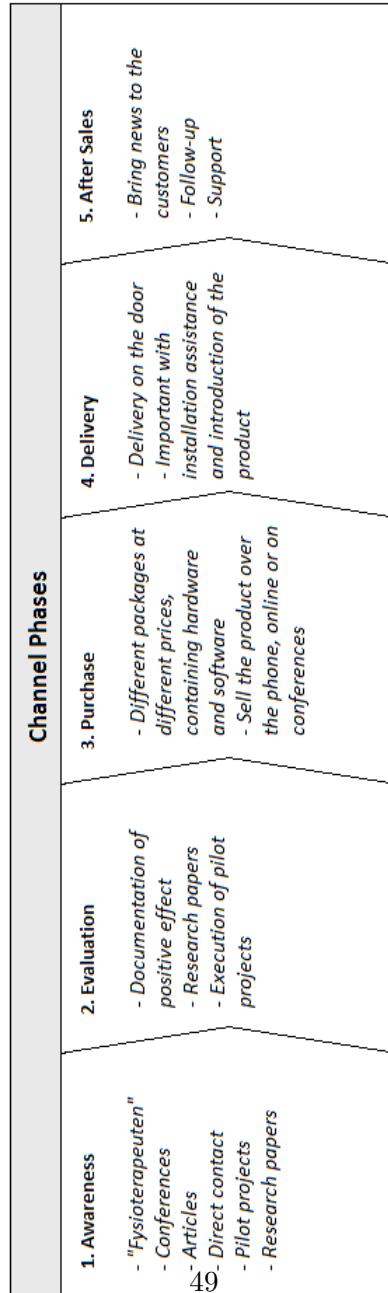 Channel Phases
1. Awareness
- "Fysioterapeuten"
- Conferences
- Articles
- Direct contact
- Pilot projects
- Research papers
2. Evaluation
- Documentation of
positive effect
- Research papers
- Execution of pilot
projects
3. Purchase
- Different packages at
different prices,
containing hardware
and software
- Sell the product over
the phone, online or on
conferences
4. Delivery
- Delivery on the door
- Important with
installation assistance
and introduction of the
product
5. After Sales
- Bring news to the
customers
- Follow-up
- Support
49